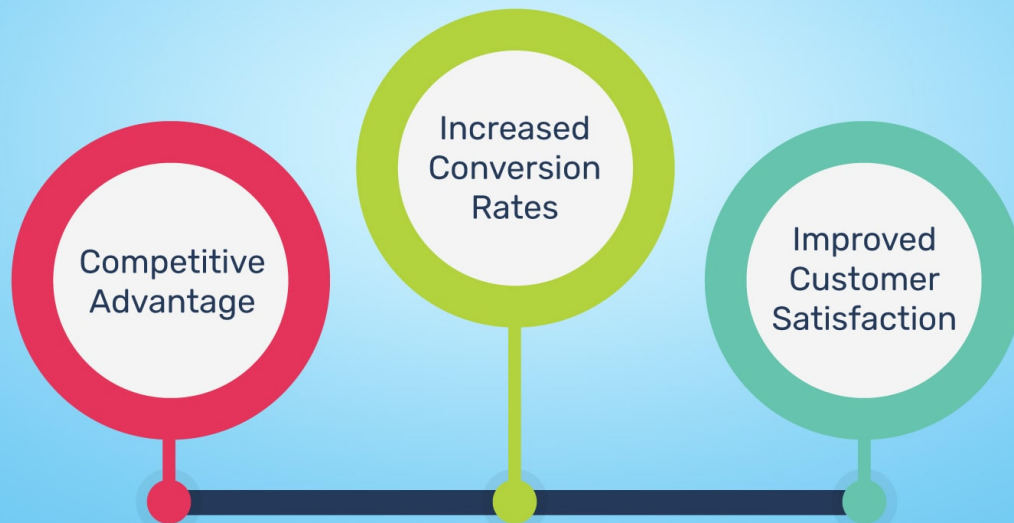 Competitive
Advantage
Increased
Conversion
Rates
Improved
Customer
Satisfaction